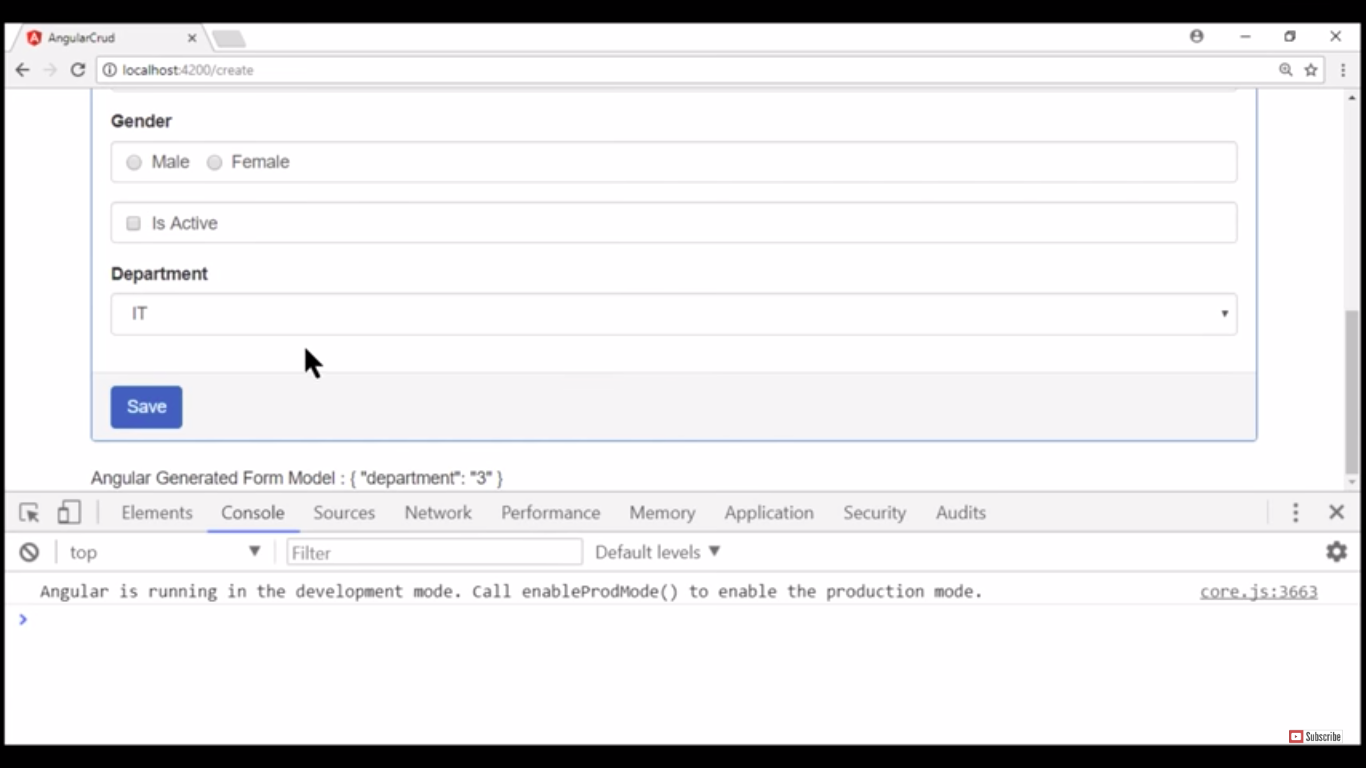 AngularCrud
localhost:4200/create
Gender
Male Female
Is Active
Department
IT
Save
Angular Generated Form Model : { "department": "3" }
Elements Console Sources Network Performance Memory Application Security Audits
top Filter Default levels
Angular is running in the development mode. Call enableProdMode() to enable the production mode. core.js:3663
Subscribe